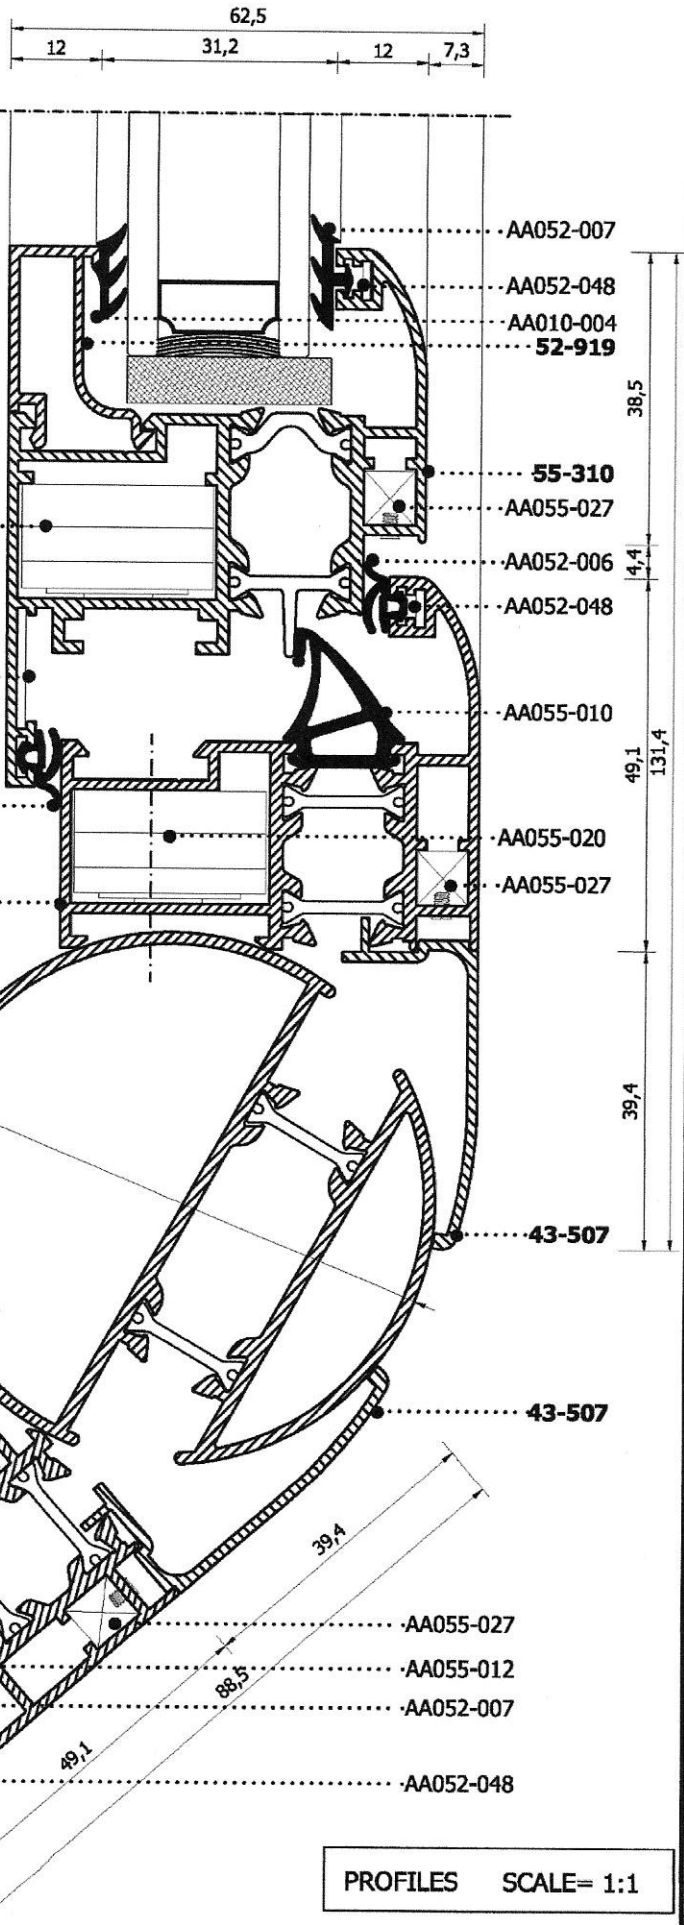 62,5
12 31,2 12 7,3
AA052-007
AA052-048
AA010-004
52-919
38,5
55-310
AA055-027
AA052-006
4,4
AA052-048
AA055-010
49,1
131,4
AA055-020
AA055-027
39,4
43-507
43-507
39,4
AA055-027
AA055-012
88,5
AA052-007
49,1
AA052-048
PROFILES SCALE= 1:1